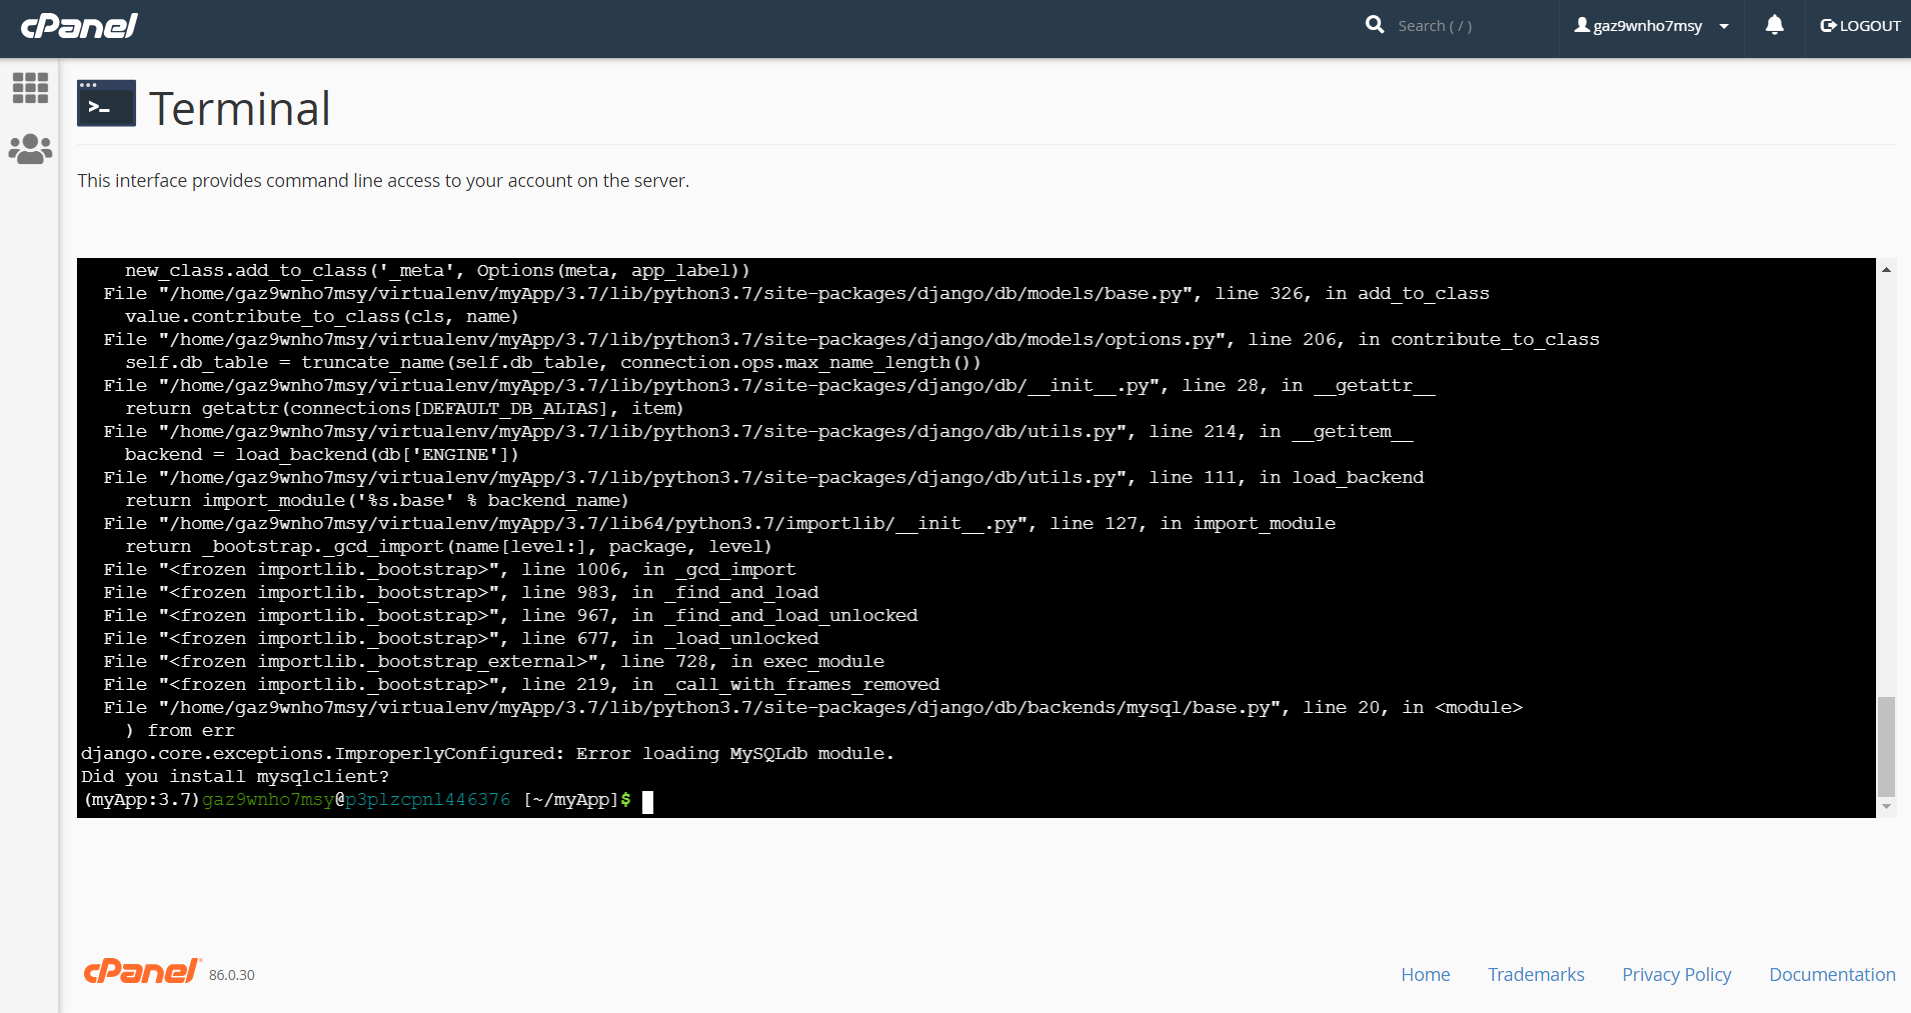 cPanel
Search ( / )
gaz9wnho7msy
LOGOUT
>_
Terminal
This interface provides command line access to your account on the server.
    new_class.add_to_class('_meta', Options(meta, app_label))
  File "/home/gaz9wnho7msy/virtualenv/myApp/3.7/lib/python3.7/site-packages/django/db/models/base.py", line 326, in add_to_class
    value.contribute_to_class(cls, name)
  File "/home/gaz9wnho7msy/virtualenv/myApp/3.7/lib/python3.7/site-packages/django/db/models/options.py", line 206, in contribute_to_class
    self.db_table = truncate_name(self.db_table, connection.ops.max_name_length())
  File "/home/gaz9wnho7msy/virtualenv/myApp/3.7/lib/python3.7/site-packages/django/db/__init__.py", line 28, in __getattr__
    return getattr(connections[DEFAULT_DB_ALIAS], item)
  File "/home/gaz9wnho7msy/virtualenv/myApp/3.7/lib/python3.7/site-packages/django/db/utils.py", line 214, in __getitem__
    backend = load_backend(db['ENGINE'])
  File "/home/gaz9wnho7msy/virtualenv/myApp/3.7/lib/python3.7/site-packages/django/db/utils.py", line 111, in load_backend
    return import_module('%s.base' % backend_name)
  File "/home/gaz9wnho7msy/virtualenv/myApp/3.7/lib64/python3.7/importlib/__init__.py", line 127, in import_module
    return _bootstrap._gcd_import(name[level:], package, level)
  File "<frozen importlib._bootstrap>", line 1006, in _gcd_import
  File "<frozen importlib._bootstrap>", line 983, in _find_and_load
  File "<frozen importlib._bootstrap>", line 967, in _find_and_load_unlocked
  File "<frozen importlib._bootstrap>", line 677, in _load_unlocked
  File "<frozen importlib._bootstrap_external>", line 728, in exec_module
  File "<frozen importlib._bootstrap>", line 219, in _call_with_frames_removed
  File "/home/gaz9wnho7msy/virtualenv/myApp/3.7/lib/python3.7/site-packages/django/db/backends/mysql/base.py", line 20, in <module>
    ) from err
django.core.exceptions.ImproperlyConfigured: Error loading MySQLdb module.
Did you install mysqlclient?
(myApp:3.7)gaz9wnho7msy@p3plzcpnl446376 [~/myApp]$
cPanel 86.0.30
Home Trademarks Privacy Policy Documentation